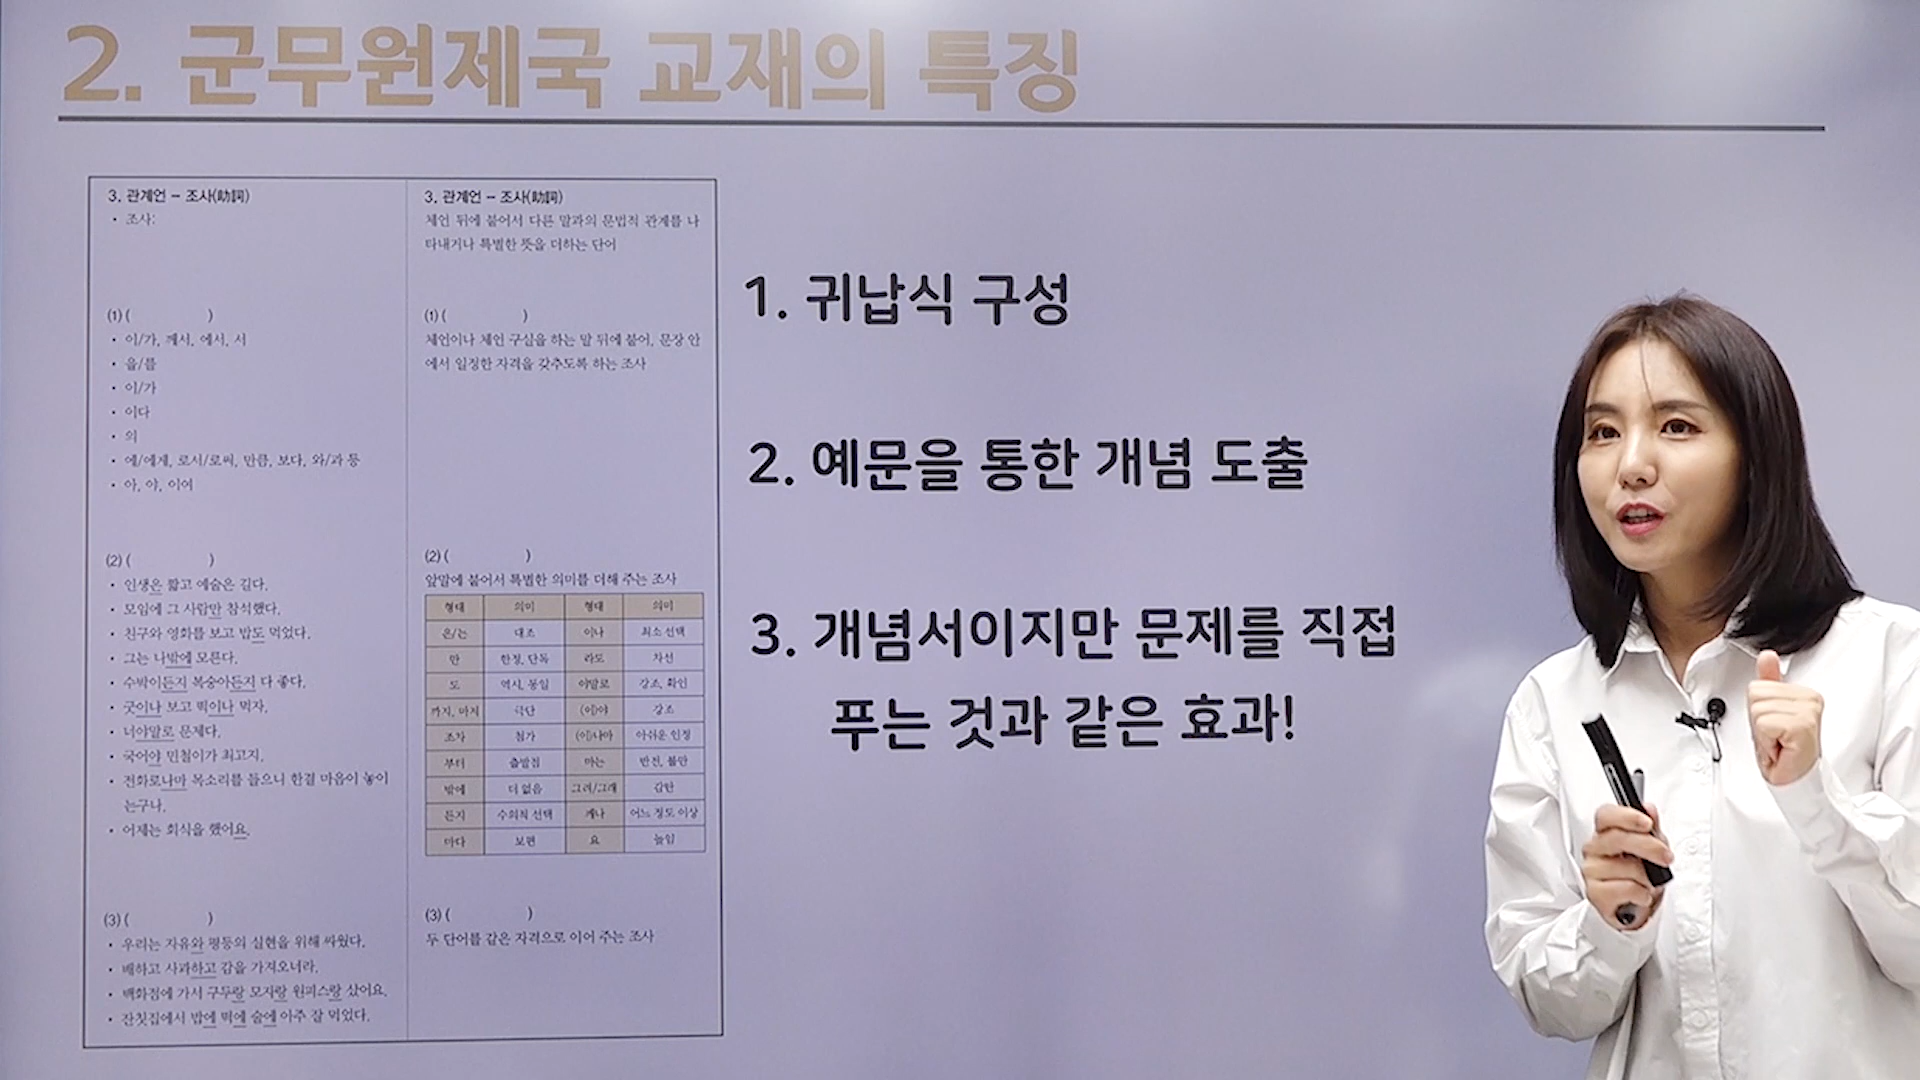 2. 군무원제국 교재의 특징
3. 관계언 – 조사(助詞)
• 조사:
(1) ( )
• 이/가, 께서, 에서, 서
• 을/를
• 이/가
• 이다
• 의
• 에/에게, 로서/로써, 만큼, 보다, 와/과 등
• 아, 야, 이여
(2) ( )
• 인생은 짧고 예술은 길다.
• 모임에 그 사람만 참석했다.
• 친구와 영화를 보고 밥도 먹었다.
• 그는 나밖에 모른다.
• 수박이든지 복숭아든지 다 좋다.
• 굿이나 보고 떡이나 먹자.
• 너야말로 문제다.
• 국어야 민철이가 최고지.
• 전화로나마 목소리를 들으니 한결 마음이 놓이
는구나.
• 어제는 회식을 했어요.
(3) ( )
• 우리는 자유와 평등의 실현을 위해 싸웠다.
• 배하고 사과하고 감을 가져오너라.
• 백화점에 가서 구두랑 모자랑 원피스랑 샀어요.
• 잔칫집에서 밥에 떡에 술에 아주 잘 먹었다.
3. 관계언 – 조사(助詞)
체언 뒤에 붙어서 다른 말과의 문법적 관계를 나
타내거나 특별한 뜻을 더하는 단어
(1) ( )
체언이나 체언 구실을 하는 말 뒤에 붙어, 문장 안
에서 일정한 자격을 갖추도록 하는 조사
(2) ( )
앞말에 붙어서 특별한 의미를 더해 주는 조사
형태 의미 형태 의미
은/는 대조 이나 최소 선택
만 한정, 단독 라도 차선
도 역시, 동일 야말로 강조, 확인
까지, 마저 극단 (이)야 강조
조차 첨가 (이)나마 아쉬운 인정
부터 출발점 마는 반전, 불만
밖에 더 없음 그려/그래 감탄
든지 수의적 선택 깨나 어느 정도 이상
마다 보편 요 높임
(3) ( )
두 단어를 같은 자격으로 이어 주는 조사
1. 귀납식 구성
2. 예문을 통한 개념 도출
3. 개념서이지만 문제를 직접
푸는 것과 같은 효과!